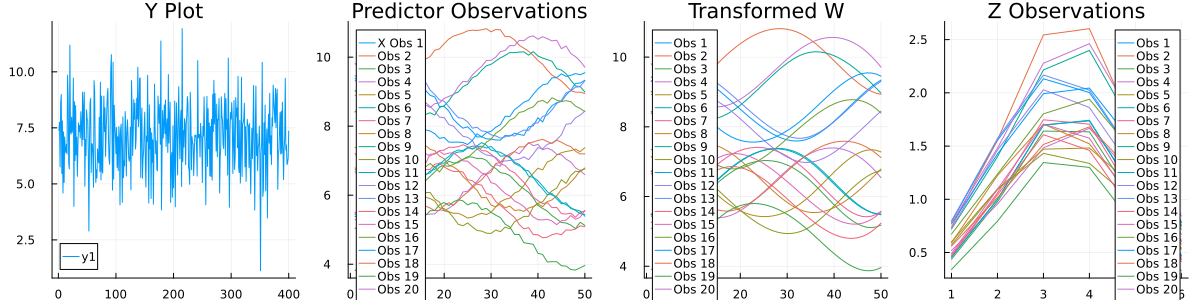 Y Plot
10.0
7.5
5.0
2.5
0
100
200
300
400
y1
Predictor Observations
10
8
6
4
0
20
30
40
50
X Obs 1
Obs 2
Obs 3
Obs 4
Obs 5
Obs 6
Obs 7
Obs 8
Obs 9
Obs 10
Obs 11
Obs 12
Obs 13
Obs 14
Obs 15
Obs 16
Obs 17
Obs 18
Obs 19
Obs 20
Transformed W
10
8
6
4
0
20
30
40
50
Obs 1
Obs 2
Obs 3
Obs 4
Obs 5
Obs 6
Obs 7
Obs 8
Obs 9
Obs 10
Obs 11
Obs 12
Obs 13
Obs 14
Obs 15
Obs 16
Obs 17
Obs 18
Obs 19
Obs 20
Z Observations
2.5
2.0
1.5
1.0
0.5
1
2
3
4
Obs 1
Obs 2
Obs 3
Obs 4
Obs 5
Obs 6
Obs 7
Obs 8
Obs 9
Obs 10
Obs 11
Obs 12
Obs 13
Obs 14
Obs 15
Obs 16
Obs 17
Obs 18
Obs 19
Obs 20